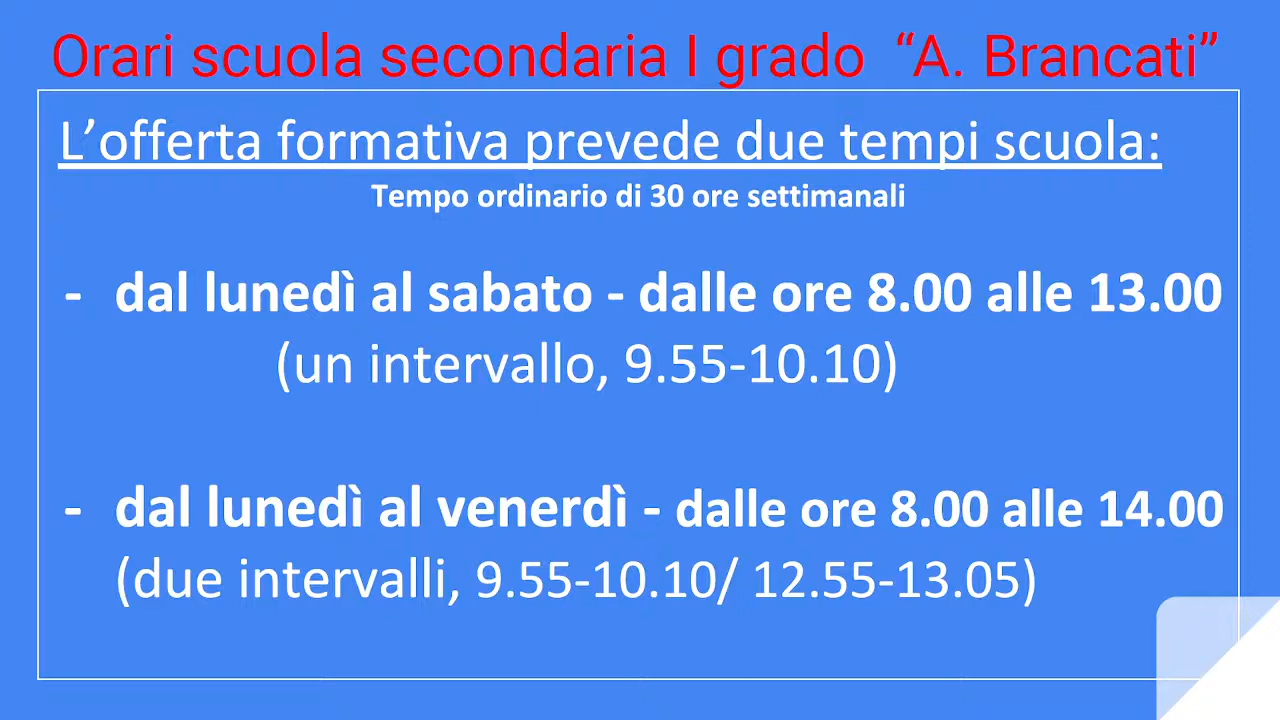 Orari scuola secondaria I grado “A. Brancati”
L’offerta formativa prevede due tempi scuola:
Tempo ordinario di 30 ore settimanali
- dal lunedì al sabato - dalle ore 8.00 alle 13.00
(un intervallo, 9.55-10.10)
- dal lunedì al venerdì - dalle ore 8.00 alle 14.00
(due intervalli, 9.55-10.10/ 12.55-13.05)